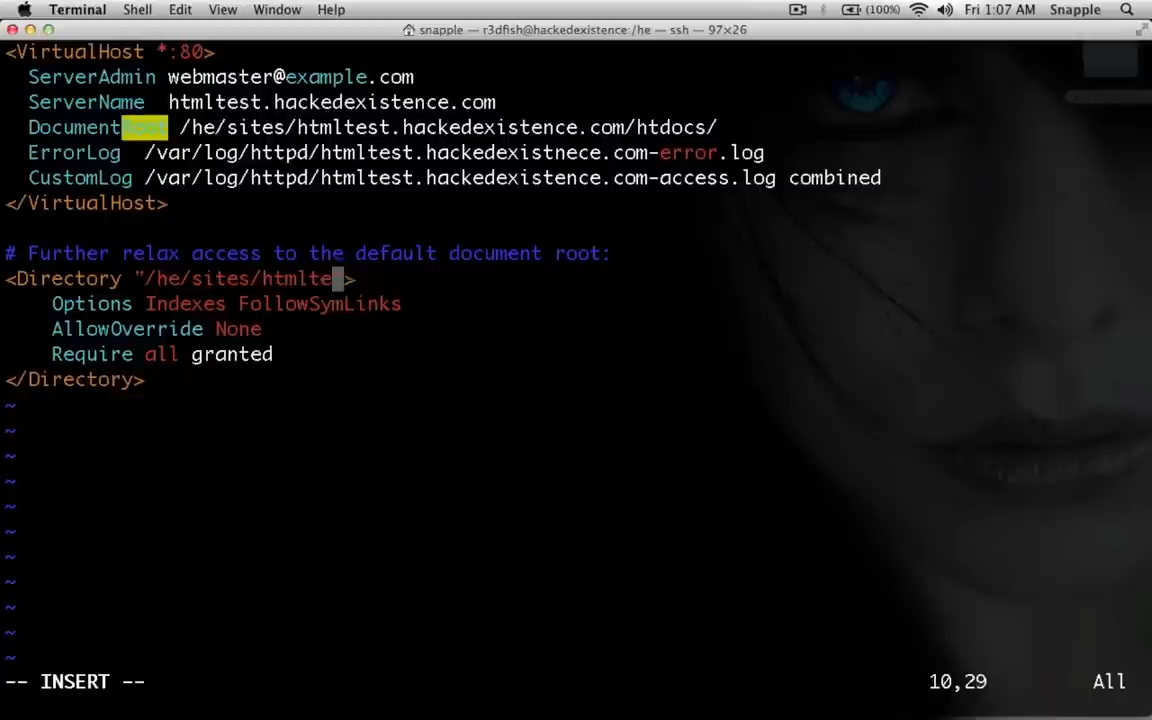 Terminal Shell Edit View Window Help (100%) Fri 1:07 AM Snapple
snapple — r3dfish@hackedexistence:/he — ssh — 97×26
<VirtualHost *:80>
ServerAdmin webmaster@example.com
ServerName htmltest.hackedexistence.com
DocumentRoot /he/sites/htmltest.hackedexistence.com/htdocs/
ErrorLog /var/log/httpd/htmltest.hackedexistnece.com-error.log
CustomLog /var/log/httpd/htmltest.hackedexistence.com-access.log combined
</VirtualHost>
# Further relax access to the default document root:
<Directory "/he/sites/htmlte">
Options Indexes FollowSymLinks
AllowOverride None
Require all granted
</Directory>
~
~
~
~
~
~
~
~
~
~
~
-- INSERT -- 10,29 All